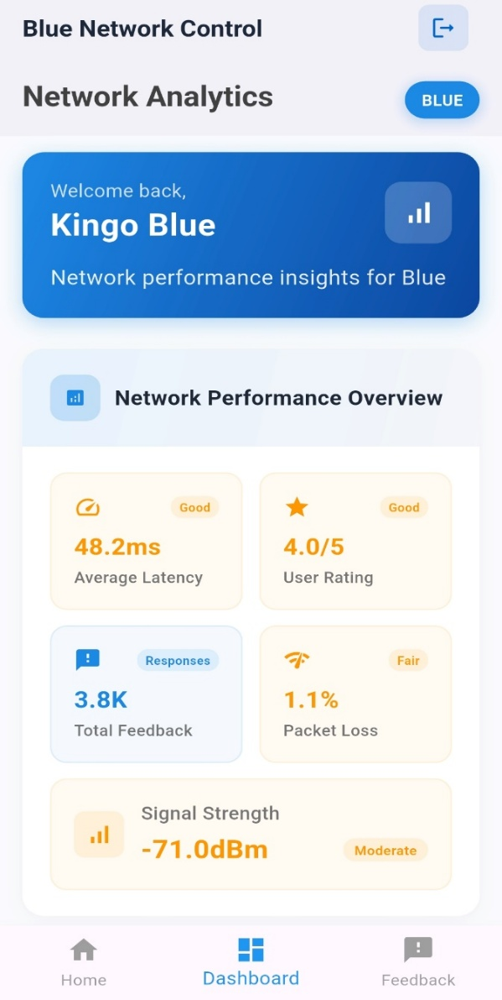 Blue Network Control
Network Analytics
BLUE
Welcome back,
Kingo Blue
Network performance insights for Blue
Network Performance Overview
Good
48.2ms
Average Latency
Good
4.0/5
User Rating
Responses
3.8K
Total Feedback
Fair
1.1%
Packet Loss
Signal Strength
-71.0dBm
Moderate
Home
Dashboard
Feedback